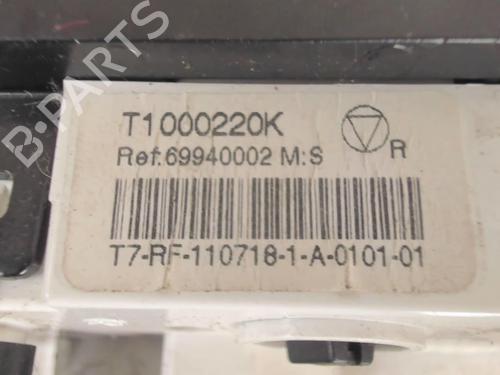 T1000220K
R
Ref:69940002 M:S
T7-RF-110718-1-A-0101-01
B-PARTS